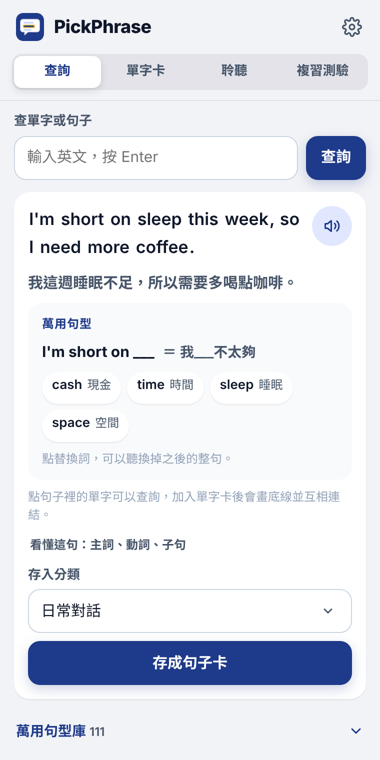 PickPhrase
查詢 單字卡 聆聽 複習測驗
查單字或句子
輸入英文，按 Enter 查詢
I'm short on sleep this week, so
I need more coffee.
我這週睡眠不足，所以需要多喝點咖啡。
萬用句型
I'm short on ___ ＝ 我__不太夠
cash 現金 time 時間 sleep 睡眠
space 空間
點替換詞，可以聽換掉之後的整句。
點句子裡的單字可以查詢，加入單字卡後會畫底線並互相連
結。
看懂這句：主詞、動詞、子句
存入分類
日常對話
存成句子卡
萬用句型庫 111